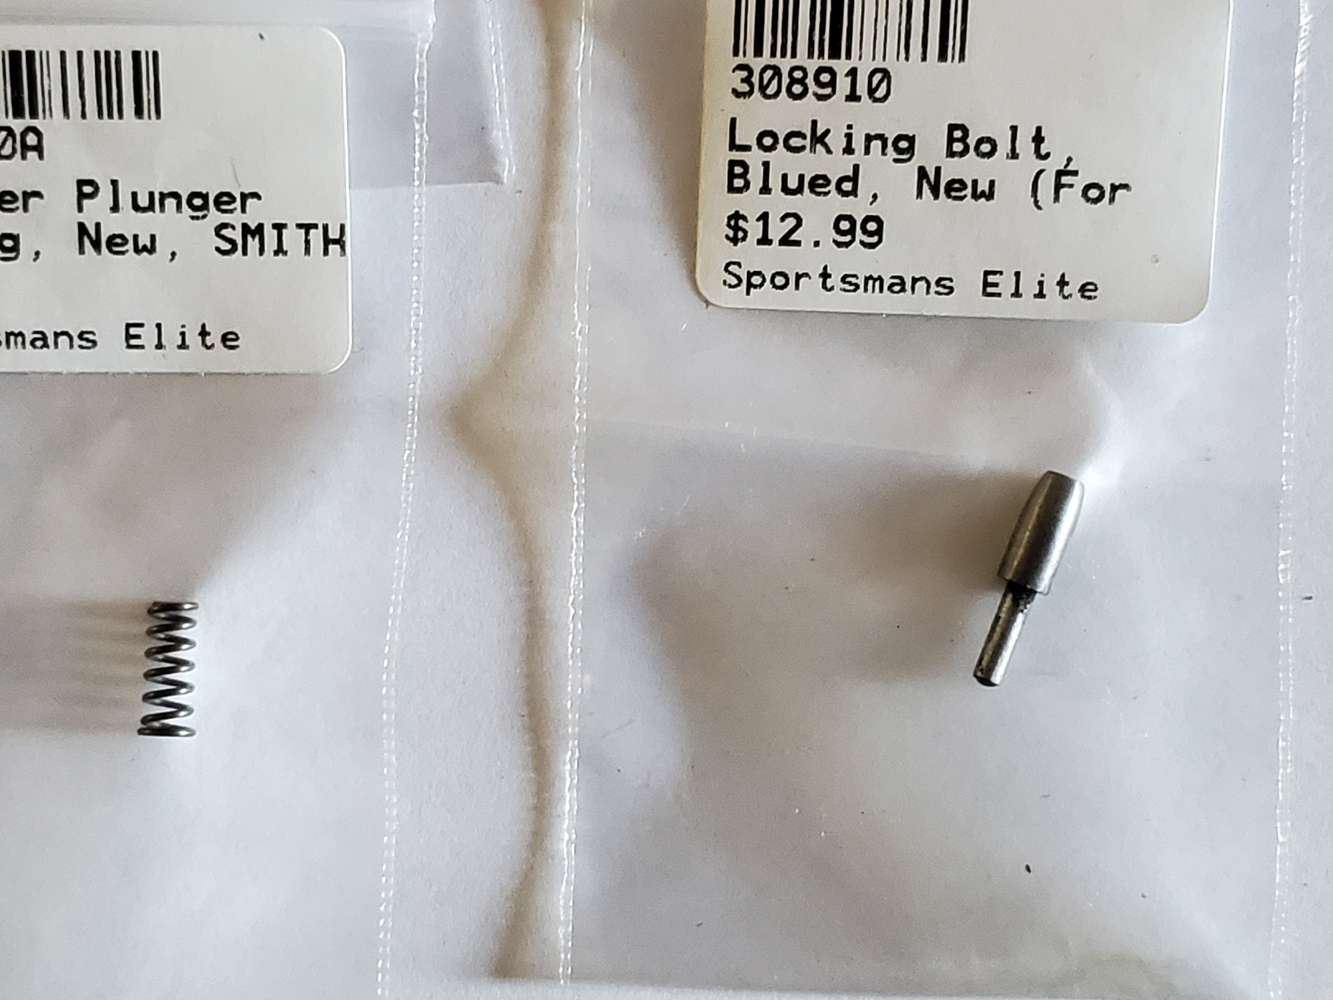 0A
er Plunger
g, New, SMITH
smans Elite
308910
Locking Bolt,
Blued, New (For
$12.99
Sportsmans Elite